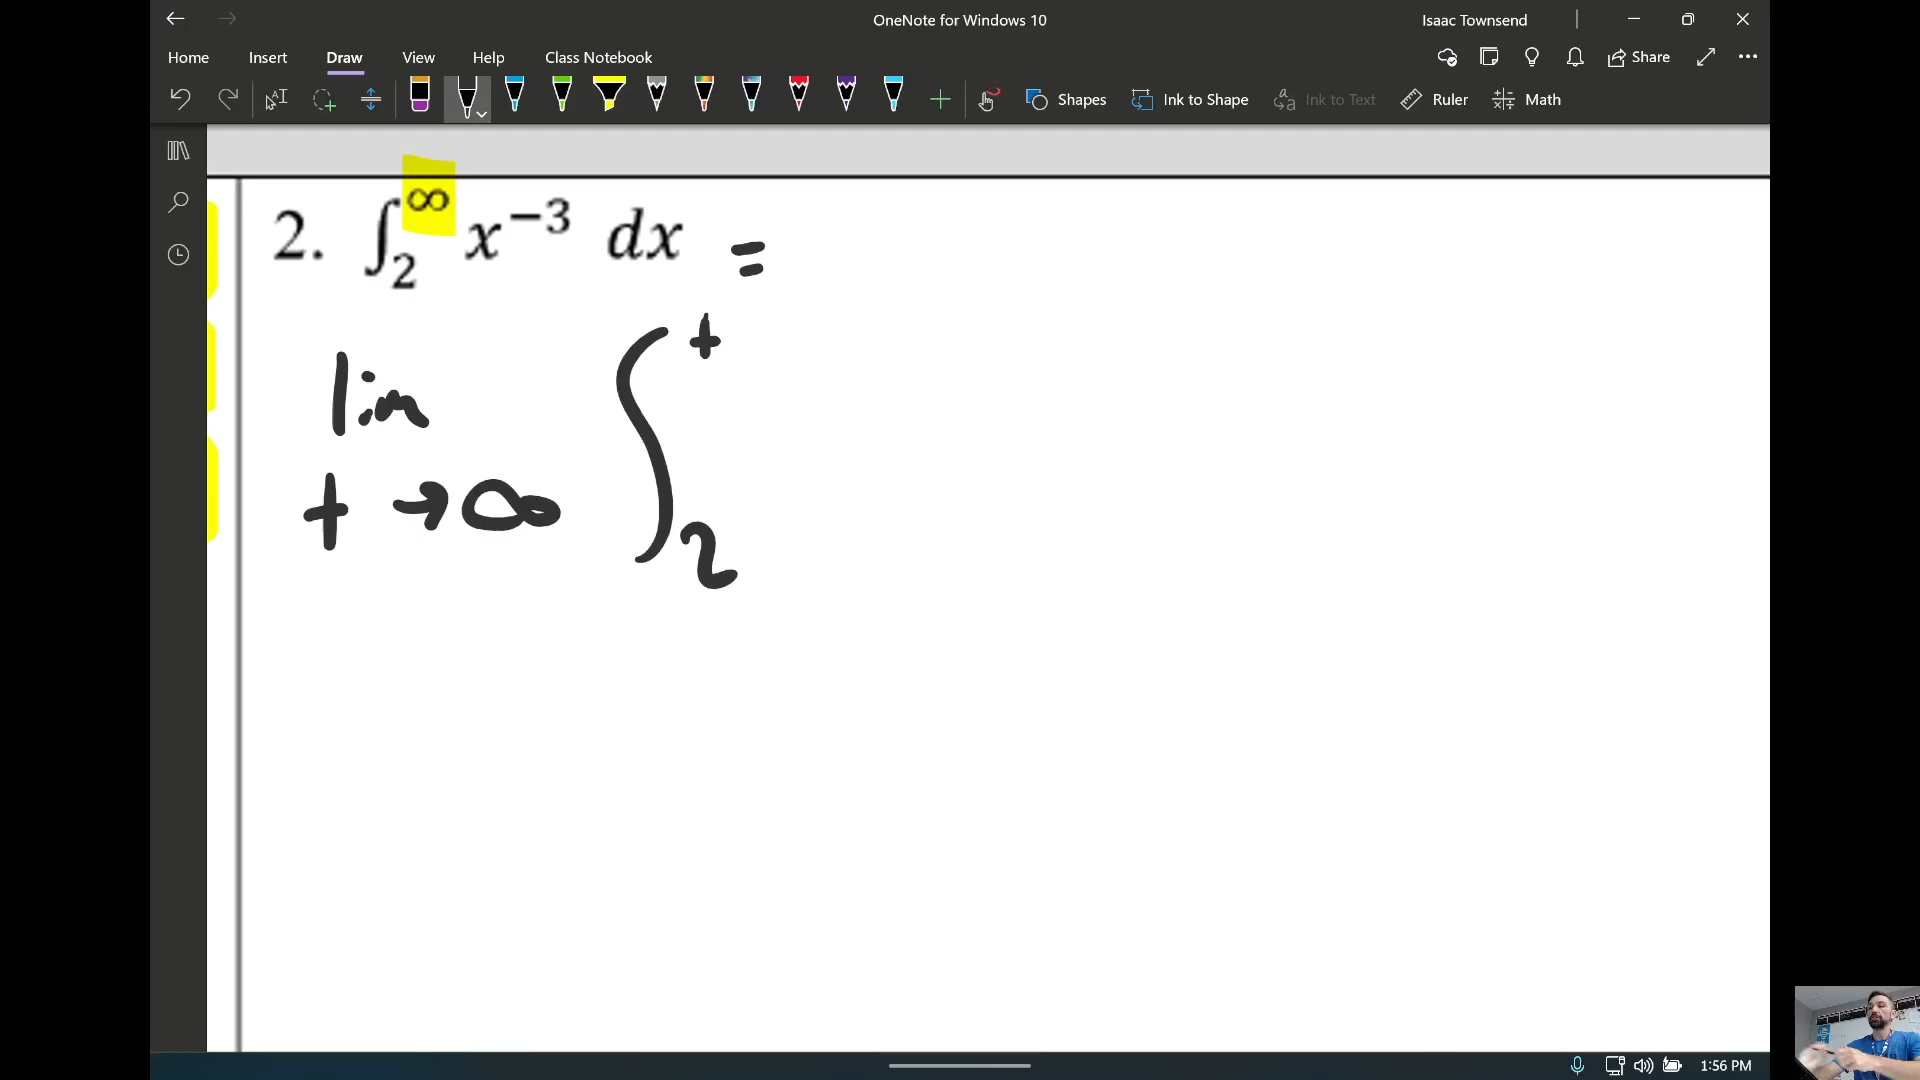 OneNote for Windows 10
Isaac Townsend
Home Insert Draw View Help Class Notebook
Share
Shapes Ink to Shape Ink to Text Ruler Math
2. ∫₂^∞ x⁻³ dx =
lim ∫₂^t
t → ∞
1:56 PM